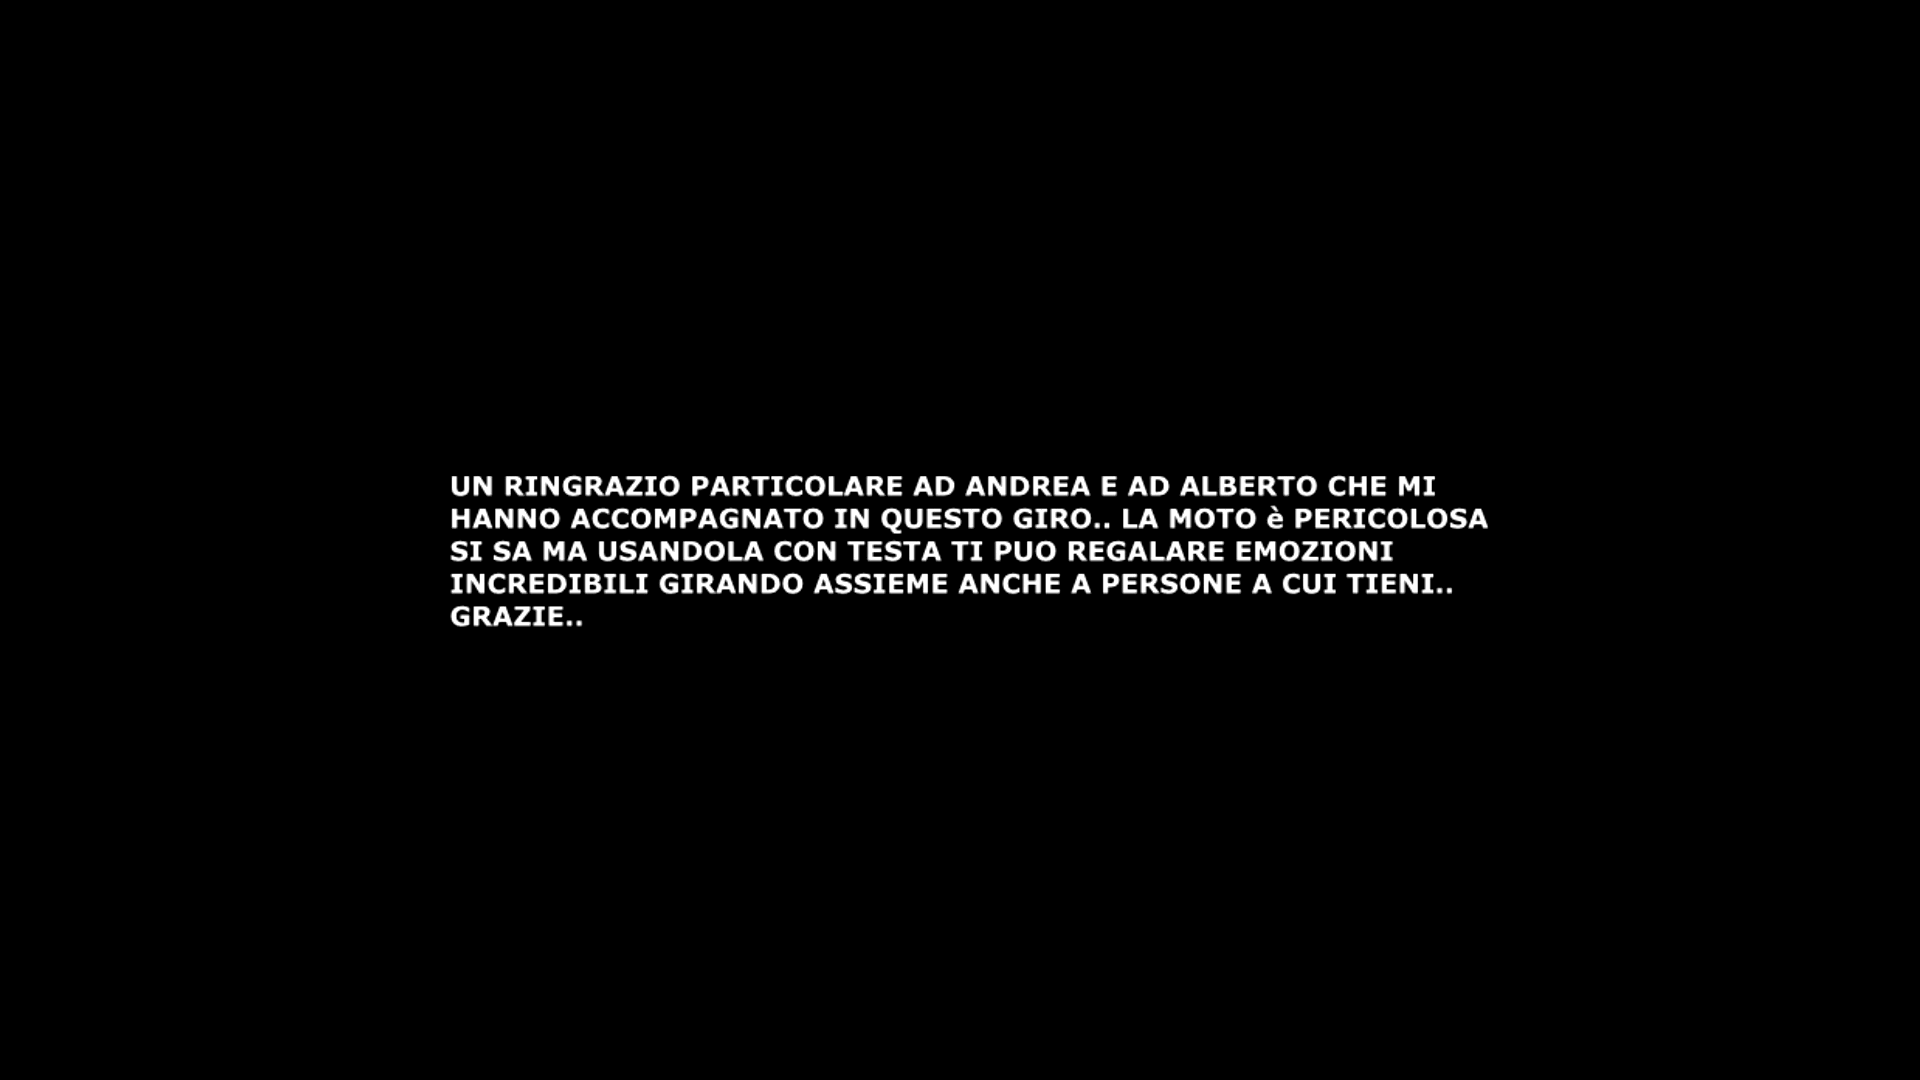 UN RINGRAZIO PARTICOLARE AD ANDREA E AD ALBERTO CHE MI
HANNO ACCOMPAGNATO IN QUESTO GIRO.. LA MOTO è PERICOLOSA
SI SA MA USANDOLA CON TESTA TI PUO REGALARE EMOZIONI
INCREDIBILI GIRANDO ASSIEME ANCHE A PERSONE A CUI TIENI..
GRAZIE..